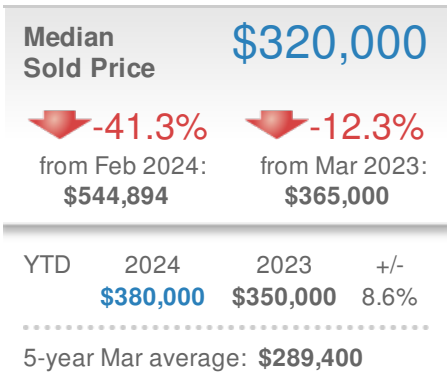 Median
Sold Price
$320,000
-41.3% -12.3%
from Feb 2024: from Mar 2023:
$544,894 $365,000
YTD 2024 2023 +/-
$380,000 $350,000 8.6%
5-year Mar average: $289,400